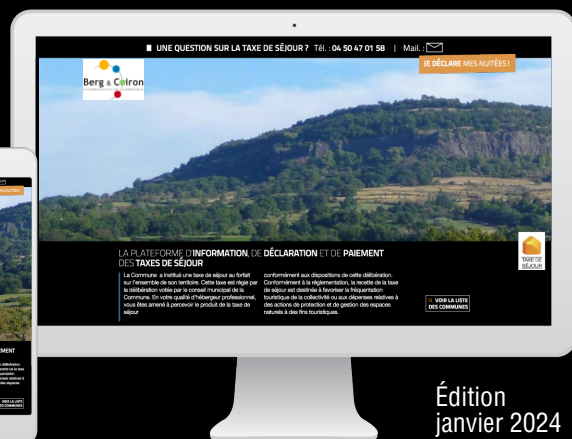 ■ UNE QUESTION SUR LA TAXE DE SÉJOUR ? Tél. : 04 50 47 01 58 | Mail. :
JE DÉCLARE MES NUITÉES !
Berg & Coiron
LA PLATEFORME D'INFORMATION, DE DÉCLARATION ET DE PAIEMENT
DES TAXES DE SÉJOUR
La Commune a institué une taxe de séjour au forfait
sur l'ensemble de son territoire. Cette taxe est régie par
la délibération votée par le conseil municipal de la
Commune. En votre qualité d'hébergeur professionnel,
vous êtes amené à percevoir le produit de la taxe de
séjour
conformément aux dispositions de cette délibération.
Conformément à la réglementation, la recette de la taxe
de séjour est destinée à favoriser la fréquentation
touristique de la collectivité ou aux dépenses relatives à
des actions de protection et de gestion des espaces
naturels à des fins touristiques.
TAXE DE
SÉJOUR
VOIR LA LISTE
DES COMMUNES
Édition
janvier 2024